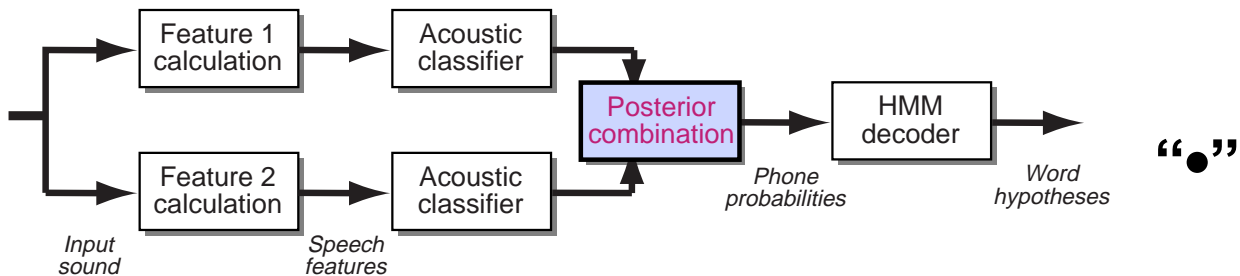 Feature 1
calculation
Acoustic
classifier
Posterior
combination
HMM
decoder
“●”
Feature 2
calculation
Acoustic
classifier
Phone
probabilities
Word
hypotheses
Input
sound
Speech
features